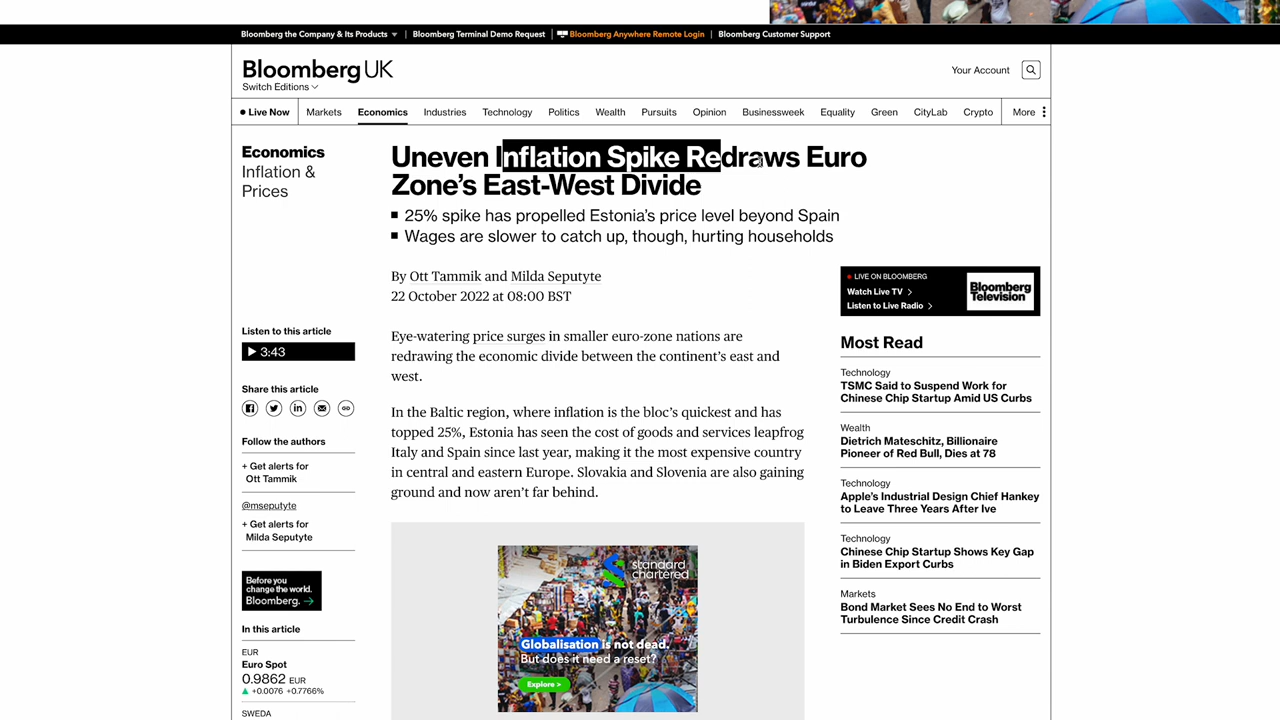 Bloomberg the Company & Its Products
Bloomberg Terminal Demo Request
Bloomberg Anywhere Remote Login
Bloomberg Customer Support
Bloomberg UK
Switch Editions
Your Account
Live Now
Markets
Economics
Industries
Technology
Politics
Wealth
Pursuits
Opinion
Businessweek
Equality
Green
CityLab
Crypto
More
Economics
Inflation &
Prices
Uneven Inflation Spike Redraws Euro
Zone's East-West Divide
25% spike has propelled Estonia's price level beyond Spain
Wages are slower to catch up, though, hurting households
By Ott Tammik and Milda Seputyte
22 October 2022 at 08:00 BST
Listen to this article
3:43
Share this article
Follow the authors
+ Get alerts for
Ott Tammik
@mseputyte
+ Get alerts for
Milda Seputyte
Before you
change the world.
Bloomberg. →
In this article
EUR
Euro Spot
0.9862 EUR
▲ +0.0076 +0.7766%
SWEDA
Eye-watering price surges in smaller euro-zone nations are
redrawing the economic divide between the continent's east and
west.
In the Baltic region, where inflation is the bloc's quickest and has
topped 25%, Estonia has seen the cost of goods and services leapfrog
Italy and Spain since last year, making it the most expensive country
in central and eastern Europe. Slovakia and Slovenia are also gaining
ground and now aren't far behind.
standard
chartered
Globalisation is not dead.
But does it need a reset?
Explore >
LIVE ON BLOOMBERG
Watch Live TV >
Listen to Live Radio >
Bloomberg
Television
Most Read
Technology
TSMC Said to Suspend Work for
Chinese Chip Startup Amid US Curbs
Wealth
Dietrich Mateschitz, Billionaire
Pioneer of Red Bull, Dies at 78
Technology
Apple's Industrial Design Chief Hankey
to Leave Three Years After Ive
Technology
Chinese Chip Startup Shows Key Gap
in Biden Export Curbs
Markets
Bond Market Sees No End to Worst
Turbulence Since Credit Crash